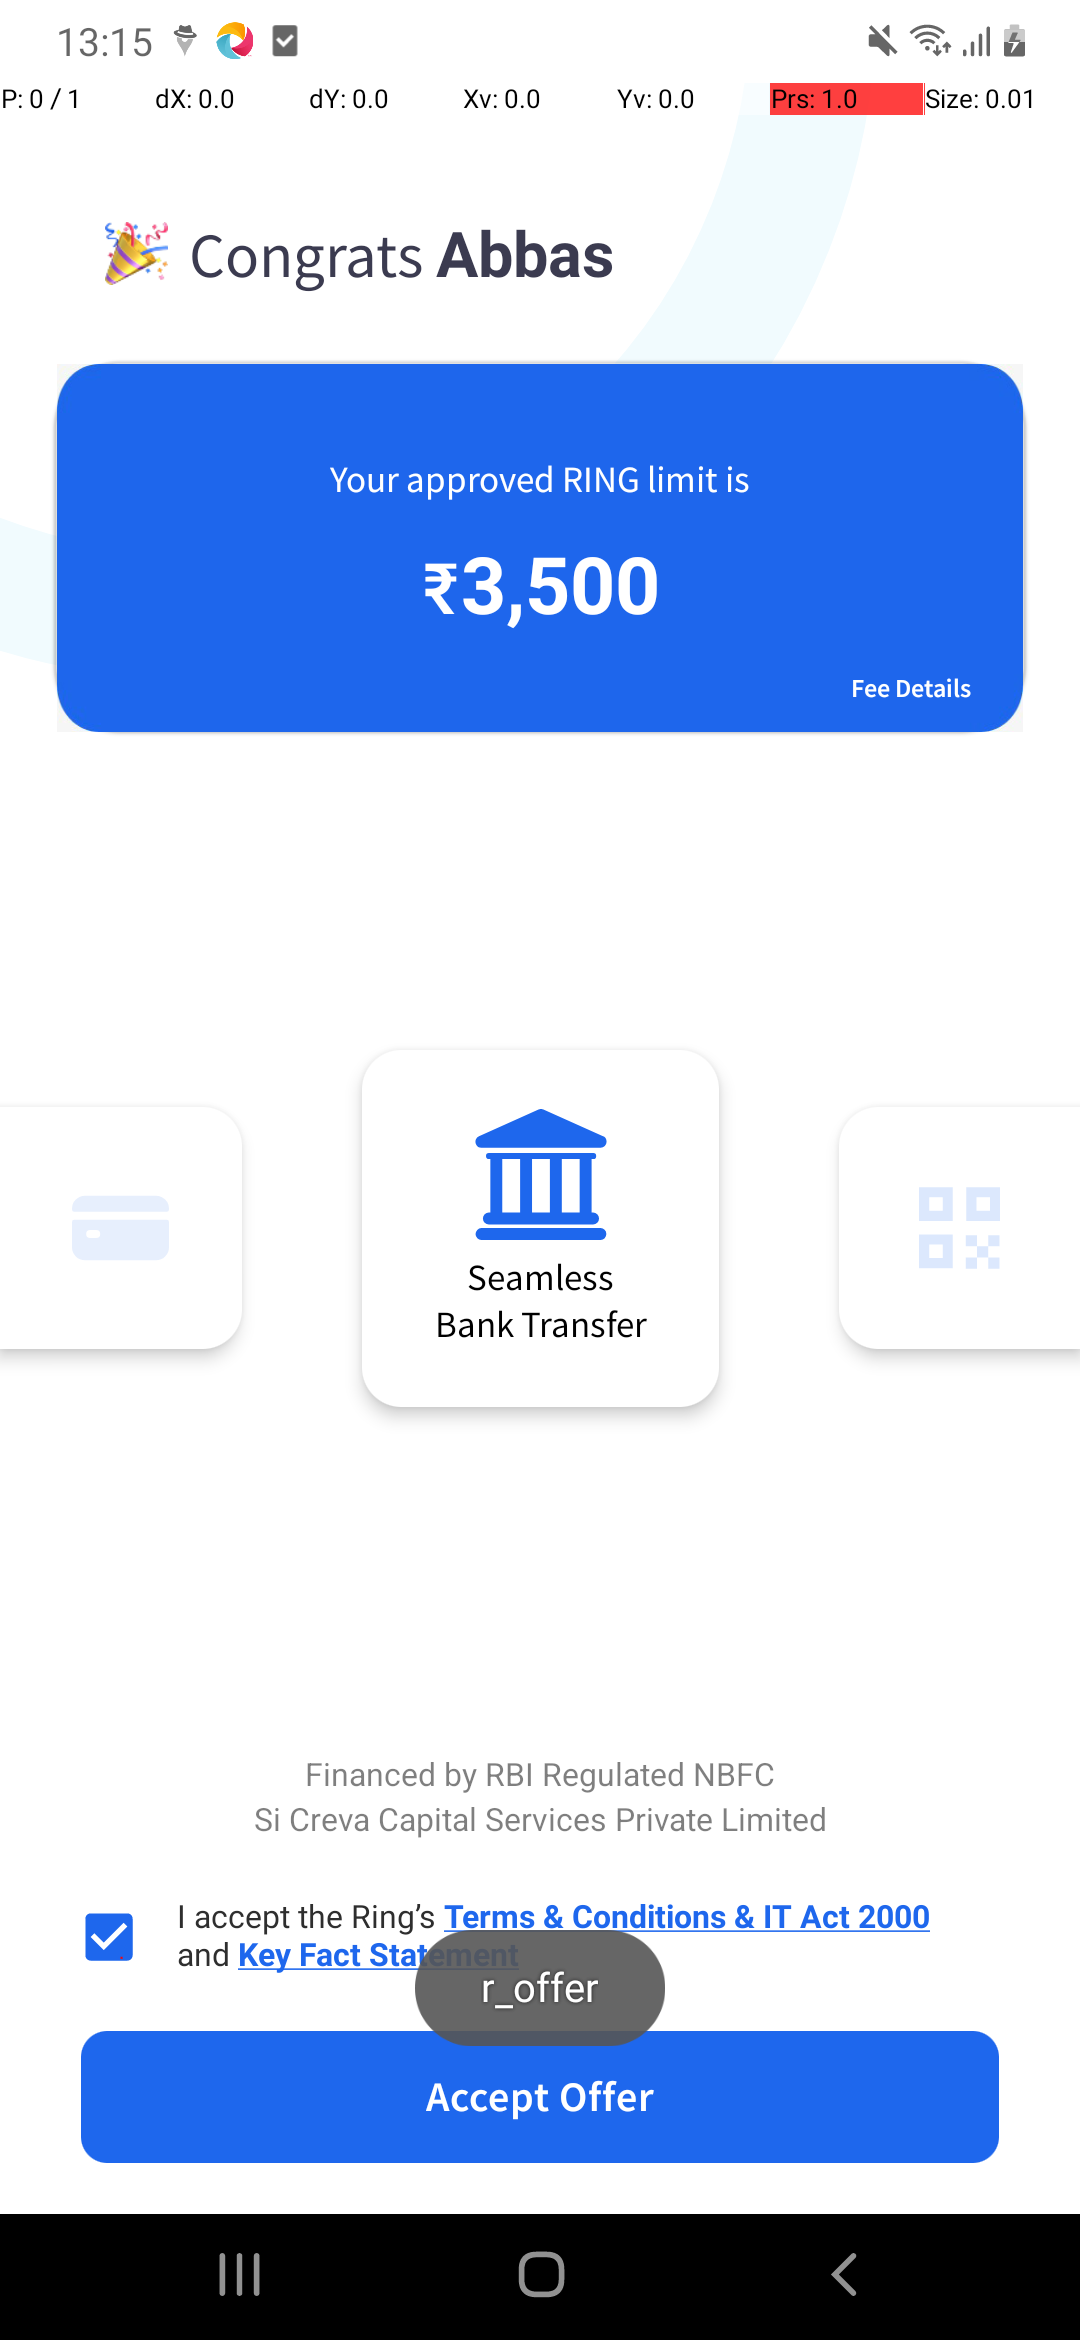 13:15
P: 0 / 1 dX: 0.0 dY: 0.0 Xv: 0.0 Yv: 0.0 Prs: 1.0 Size: 0.01
Congrats Abbas
Your approved RING limit is
₹3,500
Fee Details
Seamless
Bank Transfer
Financed by RBI Regulated NBFC
Si Creva Capital Services Private Limited
I accept the Ring’s Terms & Conditions & IT Act 2000
and Key Fact Statement
r_offer
Accept Offer